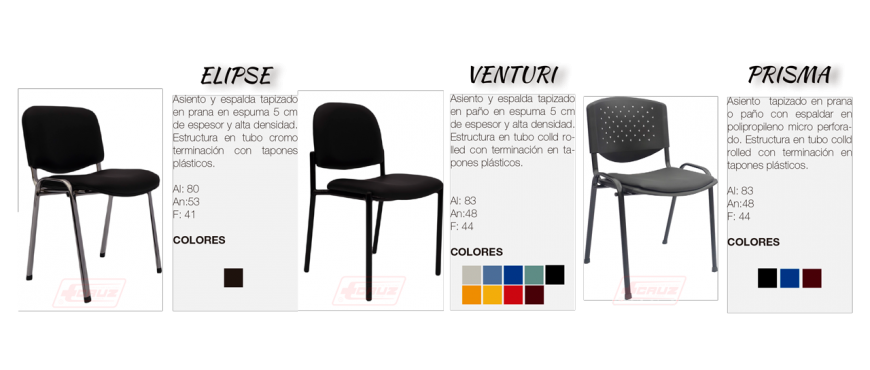 ELIPSE
Asiento y espalda tapizado
en prana en espuma 5 cm
de espesor y alta densidad.
Estructura en tubo cromo
terminación con tapones
plásticos.
Al: 80
An:53
F: 41
COLORES
CRUZ
VENTURI
Asiento y espalda tapizado
en paño en espuma 5 cm
de espesor y alta densidad.
Estructura en tubo colld ro-
lled con terminación en ta-
pones plásticos.
Al: 83
An:48
F: 44
COLORES
CRUZ
PRISMA
Asiento tapizado en prana
o paño con espaldar en
polipropileno micro perfora-
do. Estructura en tubo colld
rolled con terminación en
tapones plásticos.
Al: 83
An:48
F: 44
COLORES
CRUZ